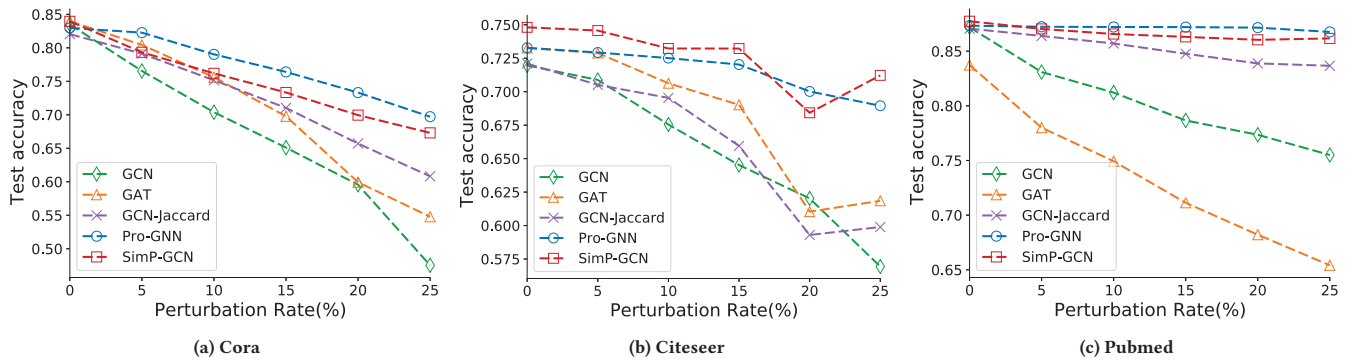 0.85
0.80
0.75
0.70
0.65
0.60
0.55
0.50
Test accuracy
GCN
GAT
GCN-Jaccard
Pro-GNN
SimP-GCN
0 5 10 15 20 25
Perturbation Rate(%)
(a) Cora
0.750
0.725
0.700
0.675
0.650
0.625
0.600
0.575
Test accuracy
GCN
GAT
GCN-Jaccard
Pro-GNN
SimP-GCN
0 5 10 15 20 25
Perturbation Rate(%)
(b) Citeseer
0.85
0.80
0.75
0.70
0.65
Test accuracy
GCN
GAT
GCN-Jaccard
Pro-GNN
SimP-GCN
0 5 10 15 20 25
Perturbation Rate(%)
(c) Pubmed